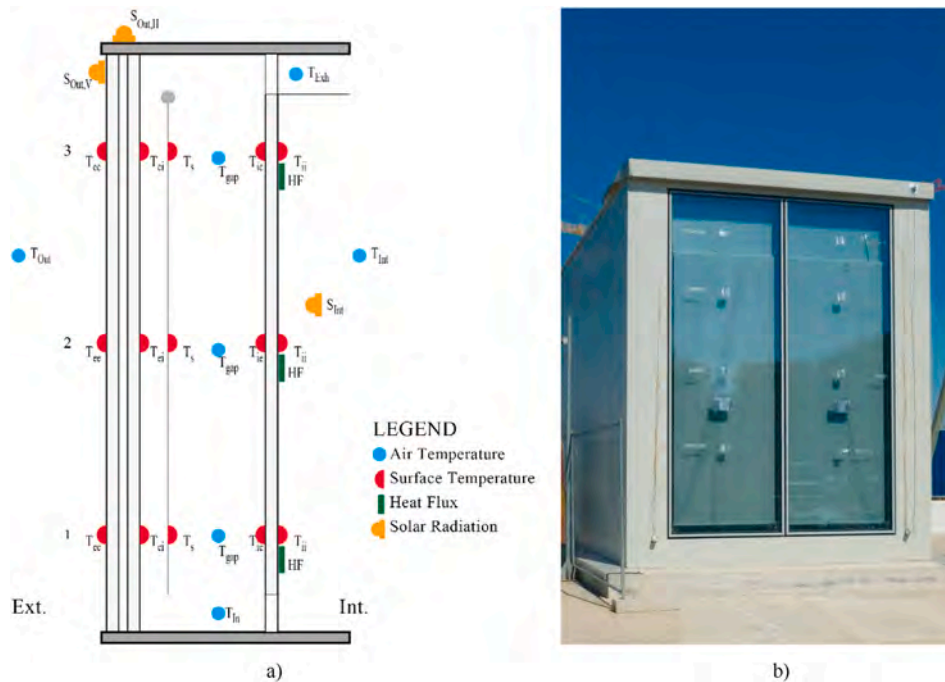 S_Out,H
S_Out,V
T_Exh
3
T_ee T_ei T_s T_gap T_ie T_ii
HF
T_Out
T_Int
S_Int
2
T_ee T_ei T_s T_gap T_ie T_ii
HF
LEGEND
Air Temperature
Surface Temperature
Heat Flux
Solar Radiation
1
T_ee T_ei T_s T_gap T_ie T_ii
HF
Ext.
T_In
Int.
a)
b)